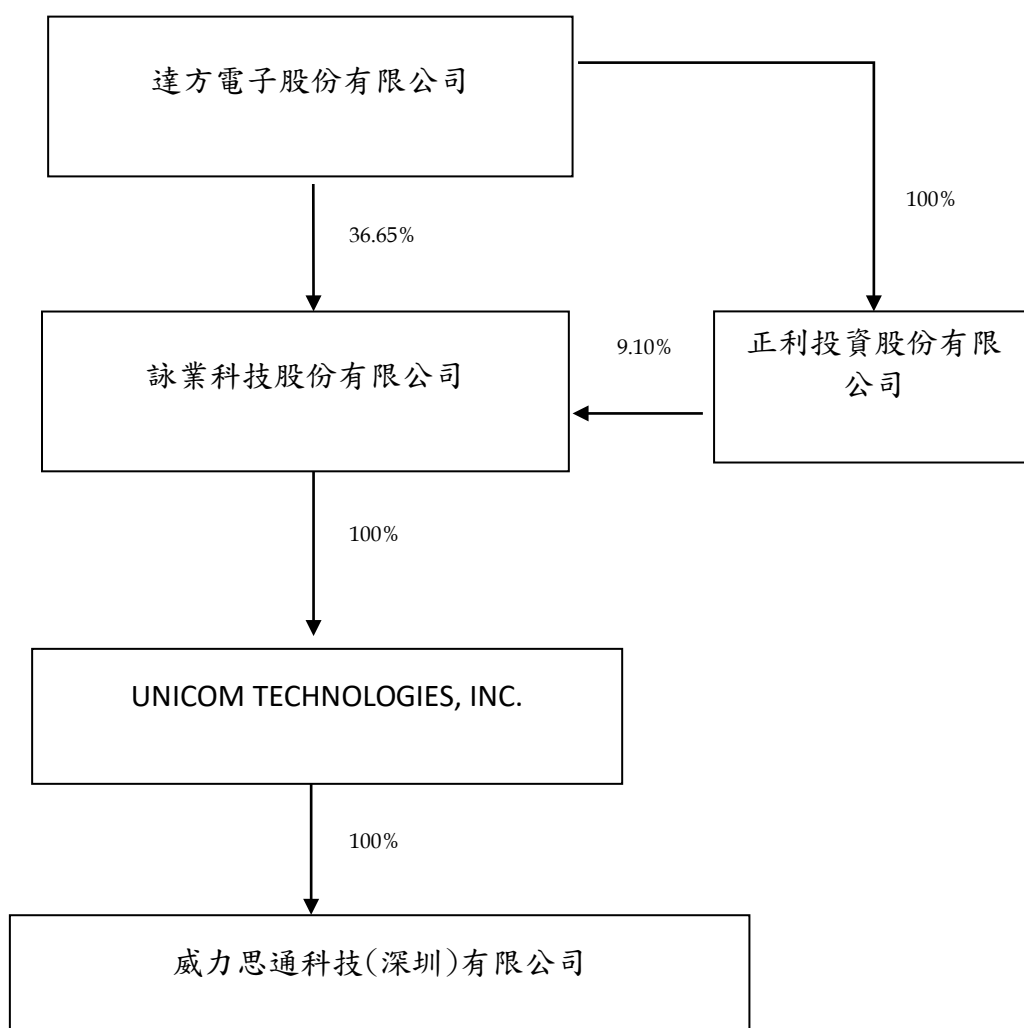 達方電子股份有限公司
100%
36.65%
詠業科技股份有限公司
9.10%
正利投資股份有限
公司
100%
UNICOM TECHNOLOGIES, INC.
100%
威力思通科技(深圳)有限公司